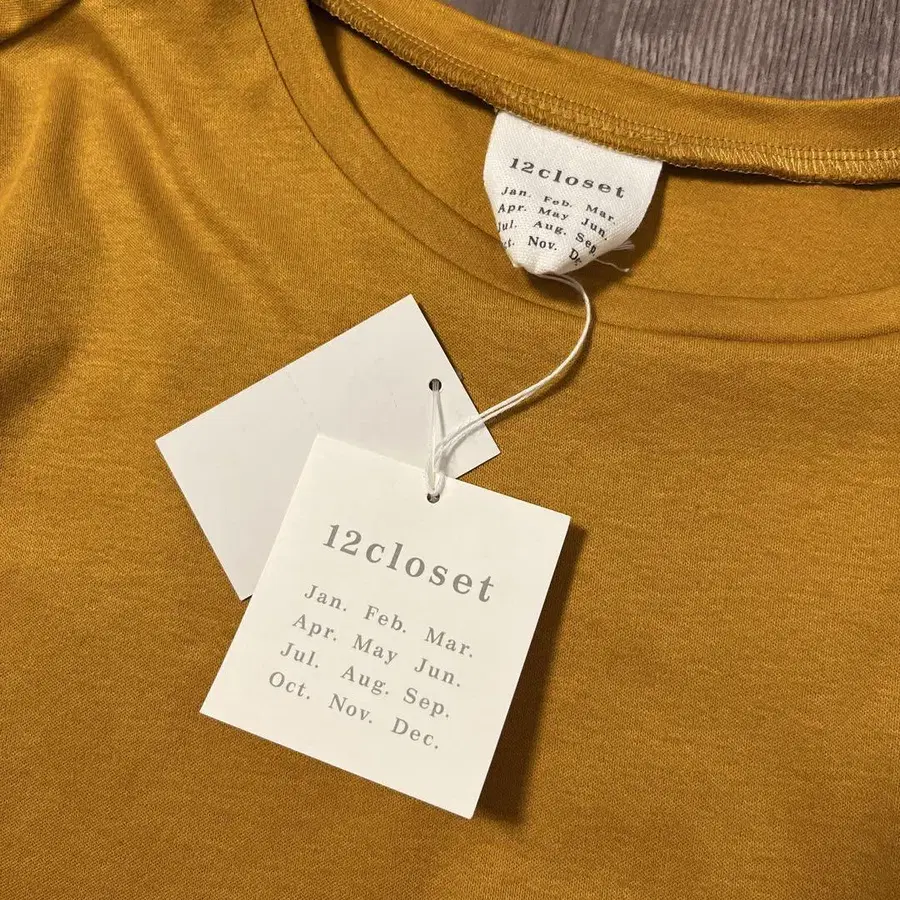 12closet
Jan. Feb. Mar.
Apr. May Jun.
Jul. Aug. Sep.
Oct. Nov.
12closet
Jan. Feb. Mar.
Apr. May Jun.
Jul. Aug. Sep.
Oct. Nov. Dec.